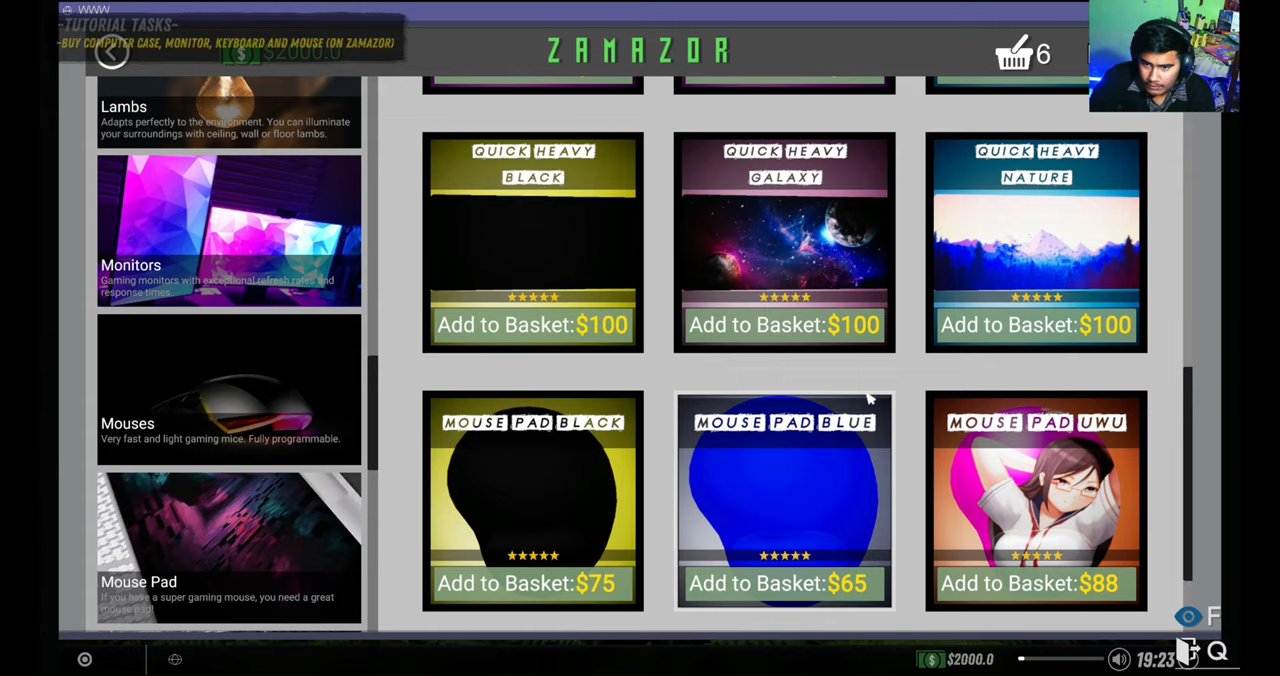 WWW
-TUTORIAL TASKS-
-BUY COMPUTER CASE, MONITOR, KEYBOARD AND MOUSE (ON ZAMAZOR)
$2000.0
ZAMAZOR
6
Lambs
Adapts perfectly to the environment. You can illuminate
your surroundings with ceiling, wall or floor lambs.
Monitors
Gaming monitors with exceptional refresh rates and
response times.
Mouses
Very fast and light gaming mice. Fully programmable.
Mouse Pad
If you have a super gaming mouse, you need a great
mouse pad!
QUICK HEAVY
BLACK
Add to Basket:$100
QUICK HEAVY
GALAXY
Add to Basket:$100
QUICK HEAVY
NATURE
Add to Basket:$100
MOUSE PAD BLACK
Add to Basket:$75
MOUSE PAD BLUE
Add to Basket:$65
MOUSE PAD UWU
Add to Basket:$88
F
$2000.0
19:23
Q